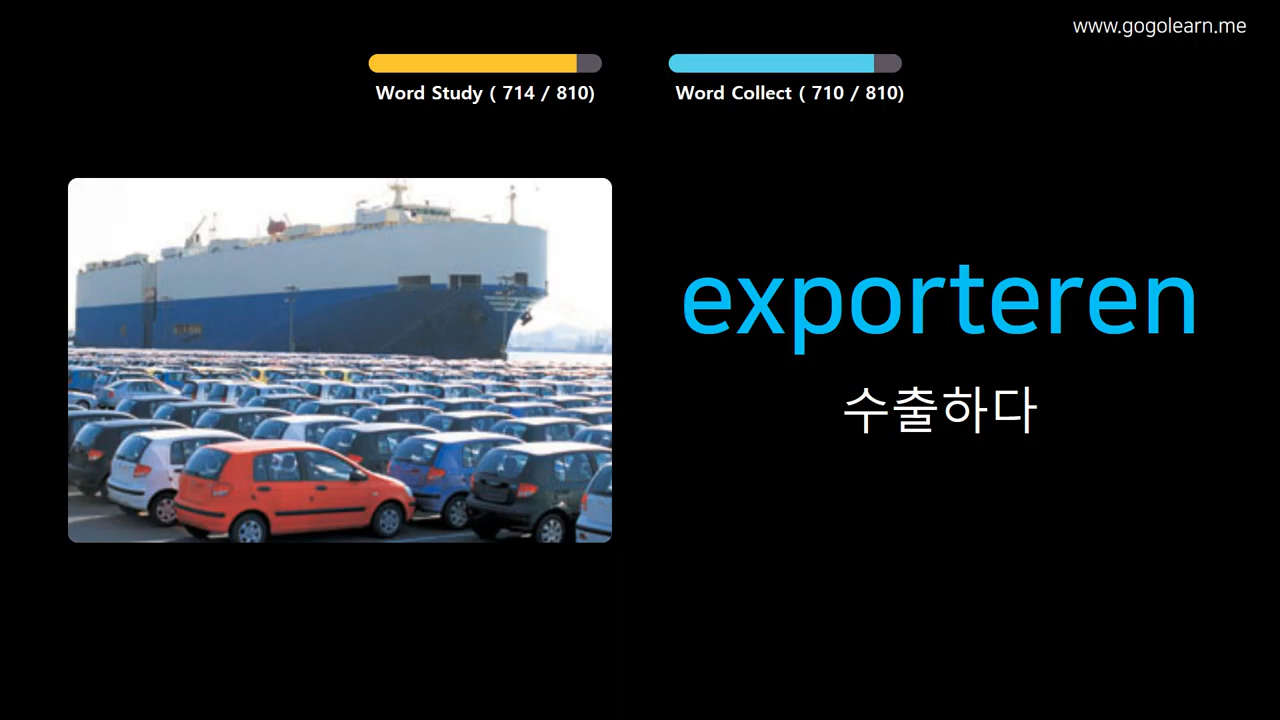 www.gogolearn.me
Word Study ( 714 / 810)
Word Collect ( 710 / 810)
exporteren
수출하다